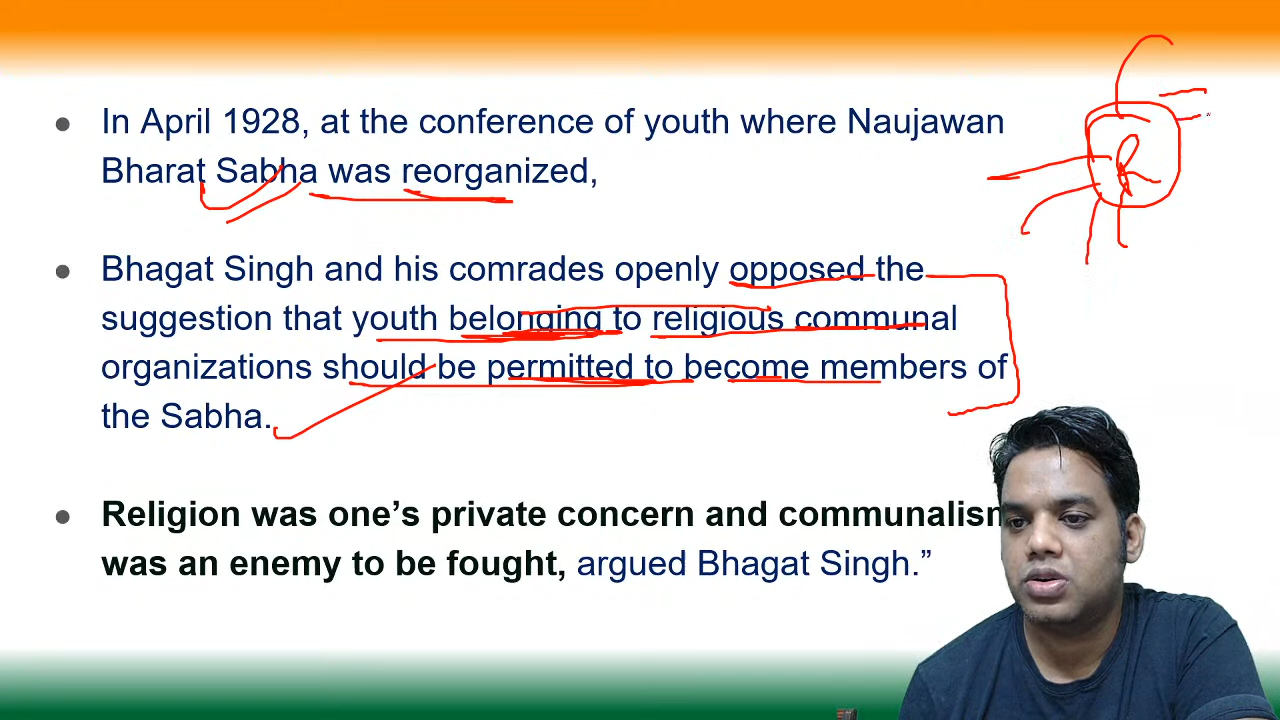 In April 1928, at the conference of youth where Naujawan
Bharat Sabha was reorganized,
Bhagat Singh and his comrades openly opposed the
suggestion that youth belonging to religious communal
organizations should be permitted to become members of
the Sabha.
Religion was one’s private concern and communalism
was an enemy to be fought, argued Bhagat Singh.”
R